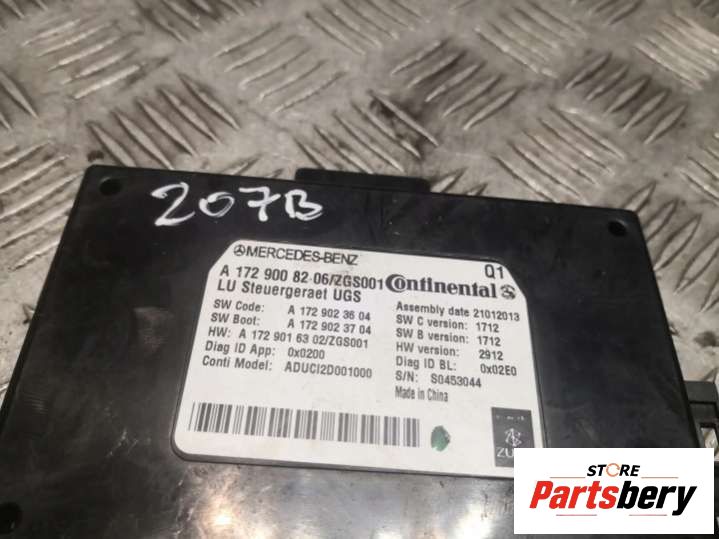 207B
MERCEDES-BENZ
Q1
A 172 900 82 06/ZGS001
Continental
LU Steuergeraet UGS
SW Code: A 172 902 36 04
SW Boot: A 172 902 37 04
HW: A 172 901 63 02/ZGS001
Diag ID App: 0x0200
Conti Model: ADUCI2D001000
Assembly date 21012013
SW C version: 1712
SW B version: 1712
HW version: 2912
Diag ID BL: 0x02E0
S/N: S0453044
Made in China
STORE
Partsbery